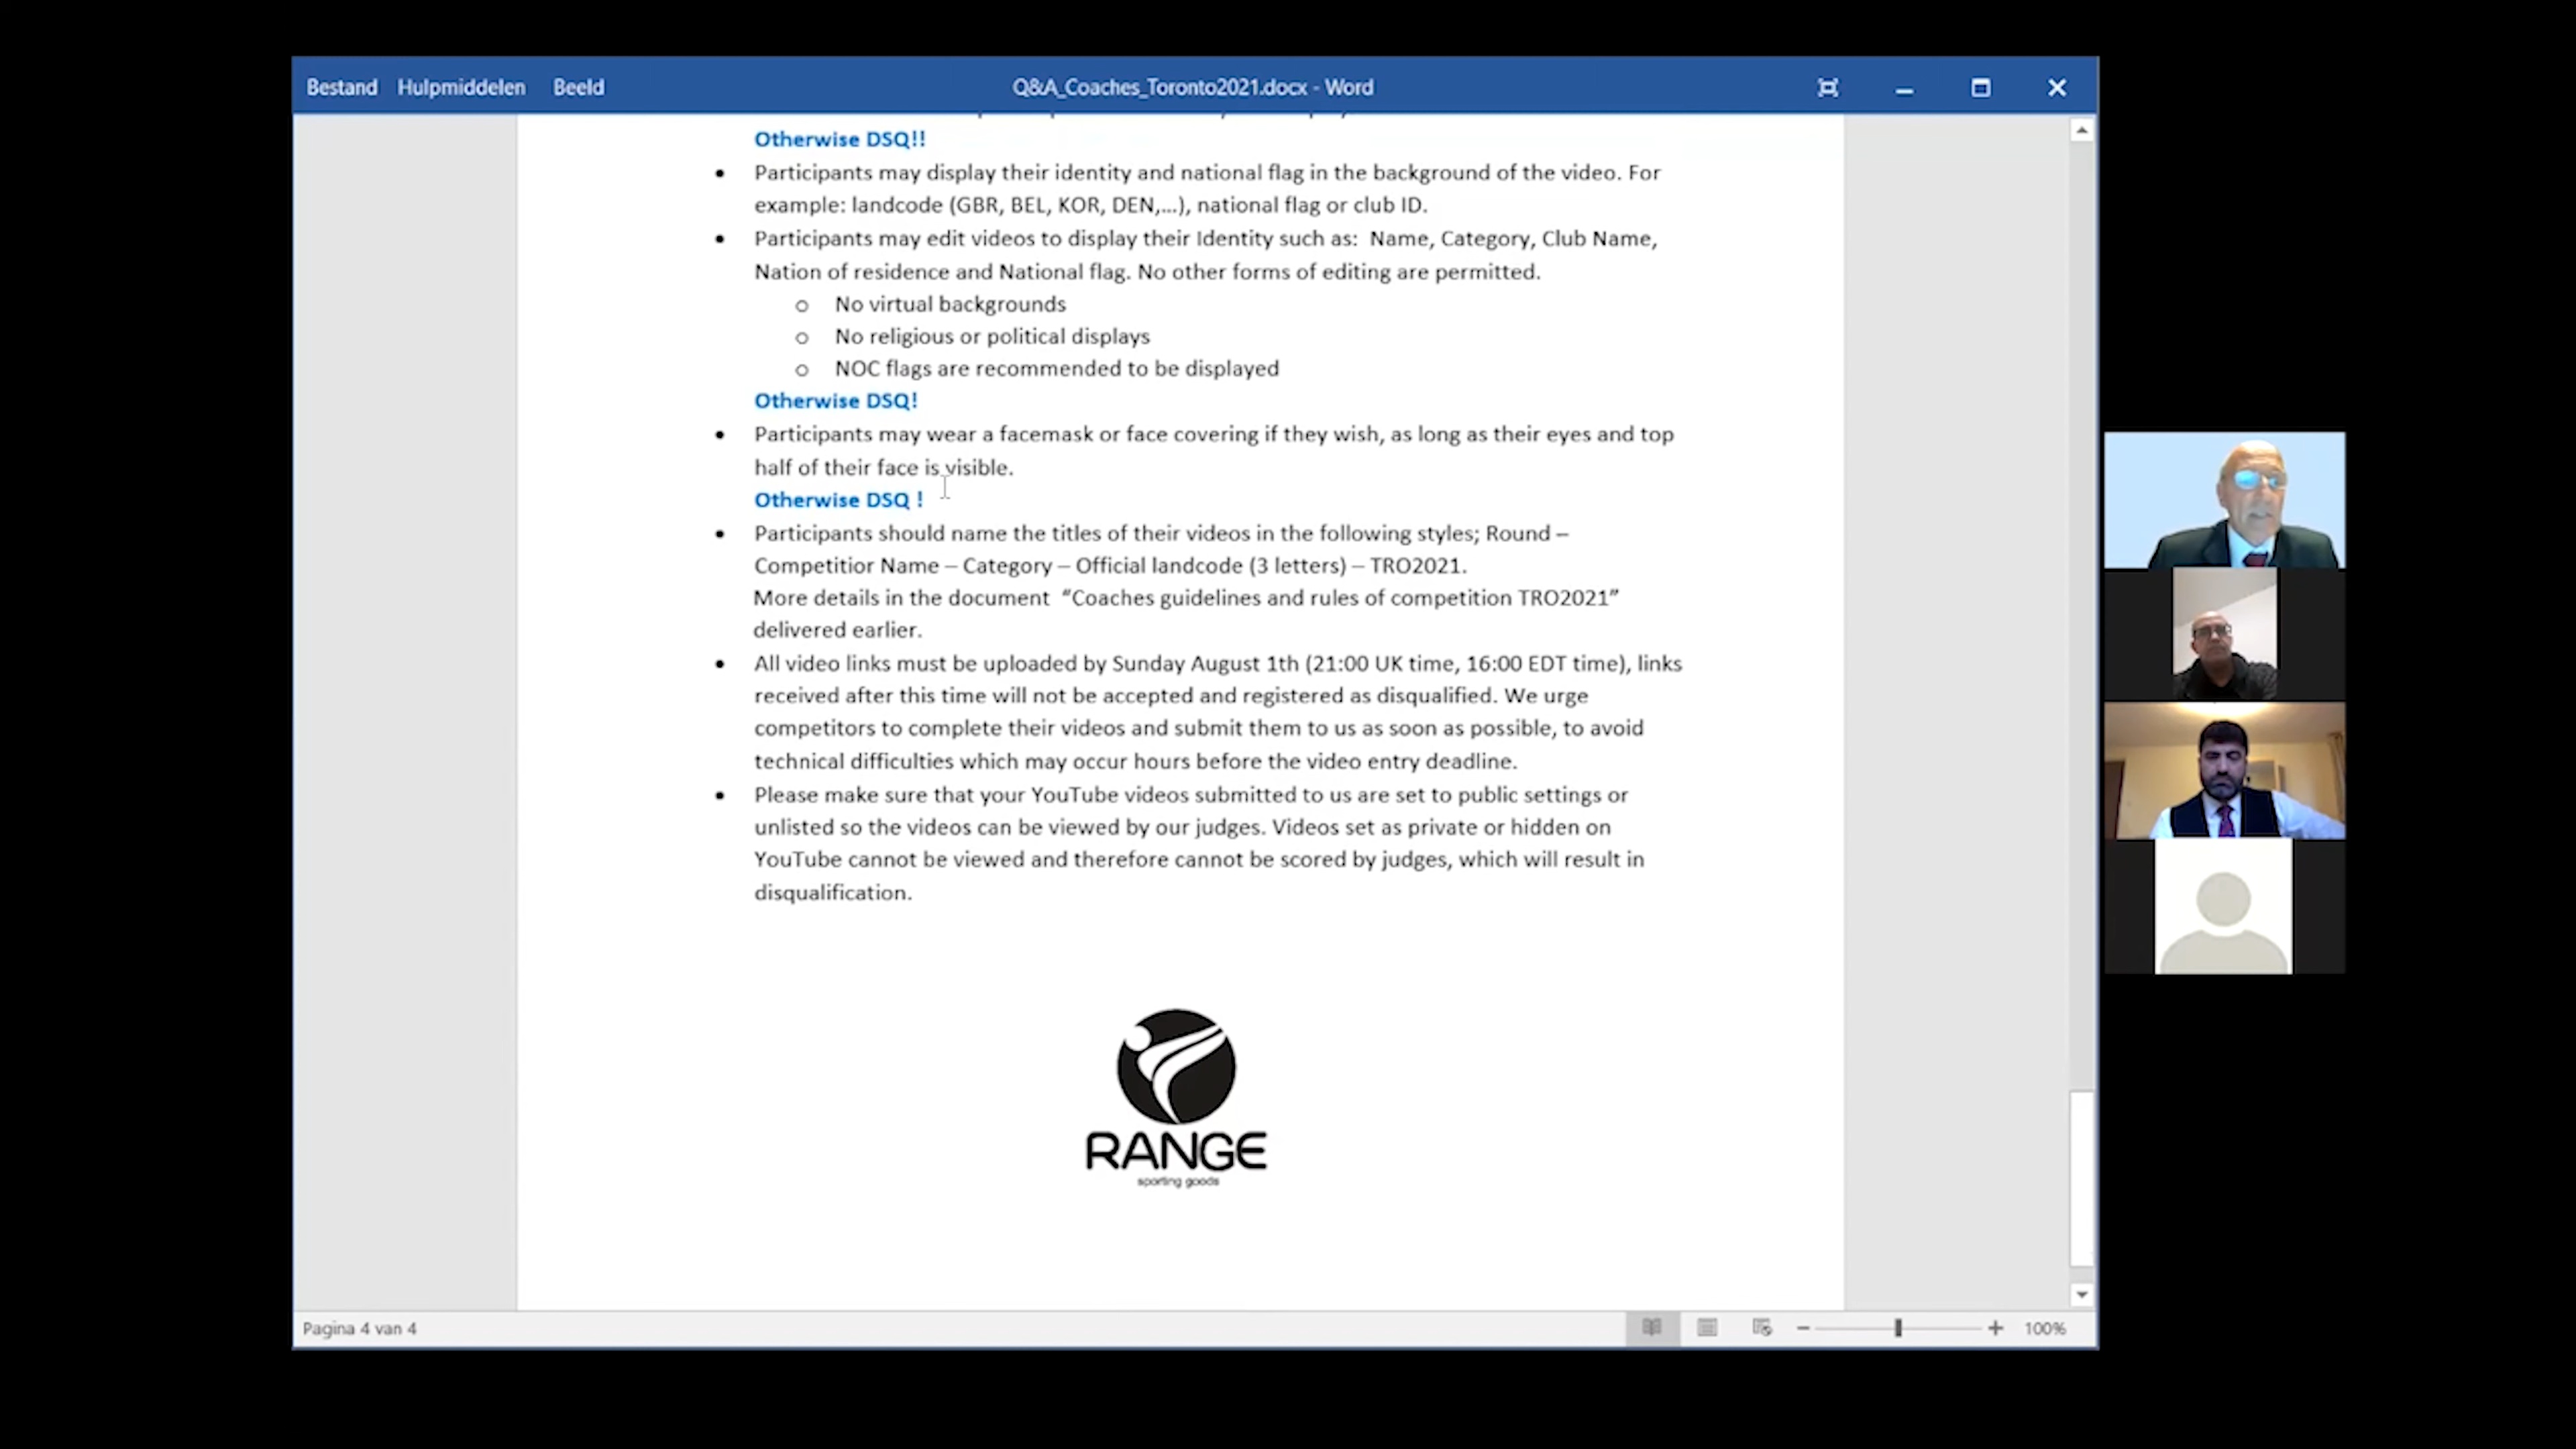 Bestand Hulpmiddelen Beeld Q&A_Coaches_Toronto2021.docx - Word
Otherwise DSQ!!
• Participants may display their identity and national flag in the background of the video. For
example: landcode (GBR, BEL, KOR, DEN,...), national flag or club ID.
• Participants may edit videos to display their Identity such as: Name, Category, Club Name,
Nation of residence and National flag. No other forms of editing are permitted.
o No virtual backgrounds
o No religious or political displays
o NOC flags are recommended to be displayed
Otherwise DSQ!
• Participants may wear a facemask or face covering if they wish, as long as their eyes and top
half of their face is visible.
Otherwise DSQ !
• Participants should name the titles of their videos in the following styles; Round –
Competitior Name – Category – Official landcode (3 letters) – TRO2021.
More details in the document “Coaches guidelines and rules of competition TRO2021”
delivered earlier.
• All video links must be uploaded by Sunday August 1th (21:00 UK time, 16:00 EDT time), links
received after this time will not be accepted and registered as disqualified. We urge
competitors to complete their videos and submit them to us as soon as possible, to avoid
technical difficulties which may occur hours before the video entry deadline.
• Please make sure that your YouTube videos submitted to us are set to public settings or
unlisted so the videos can be viewed by our judges. Videos set as private or hidden on
YouTube cannot be viewed and therefore cannot be scored by judges, which will result in
disqualification.
RANGE
sporting goods
Pagina 4 van 4 100%